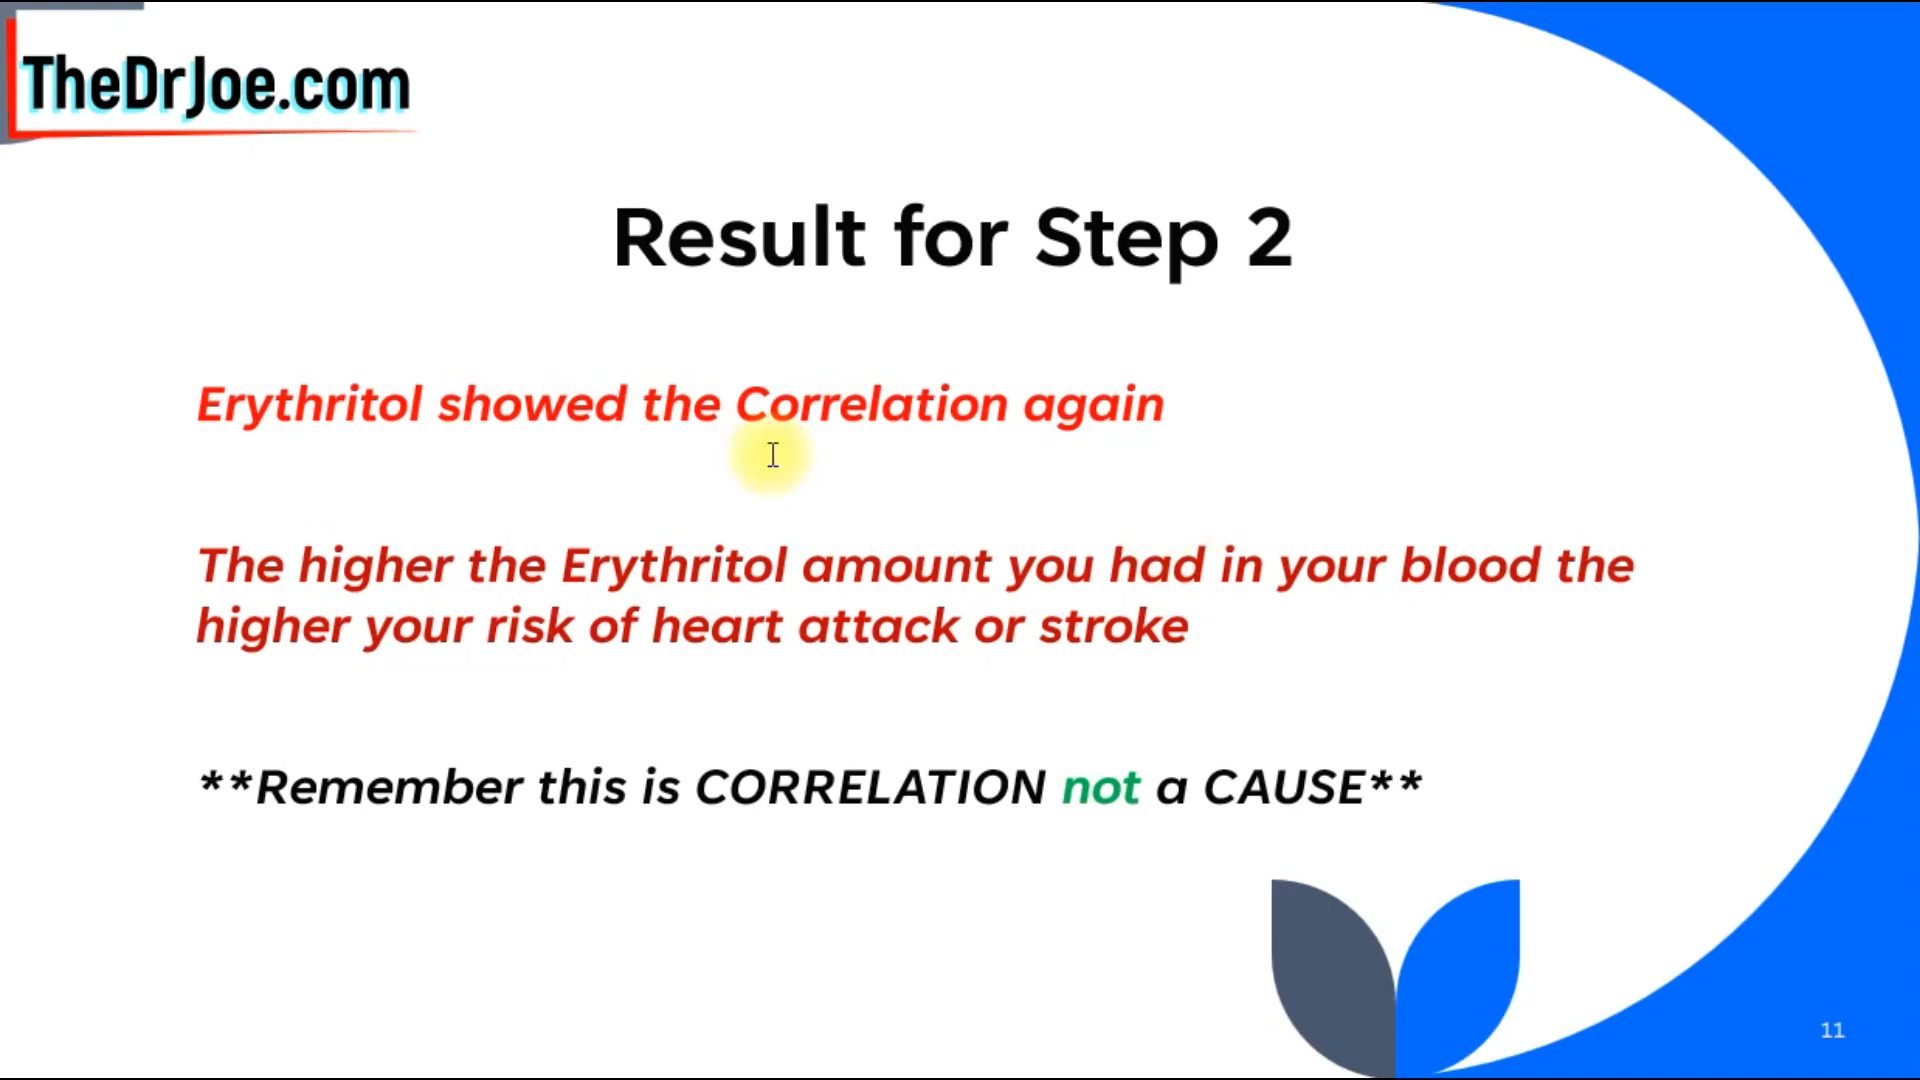 TheDrJoe.com
Result for Step 2
Erythritol showed the Correlation again
The higher the Erythritol amount you had in your blood the
higher your risk of heart attack or stroke
**Remember this is CORRELATION not a CAUSE**
11